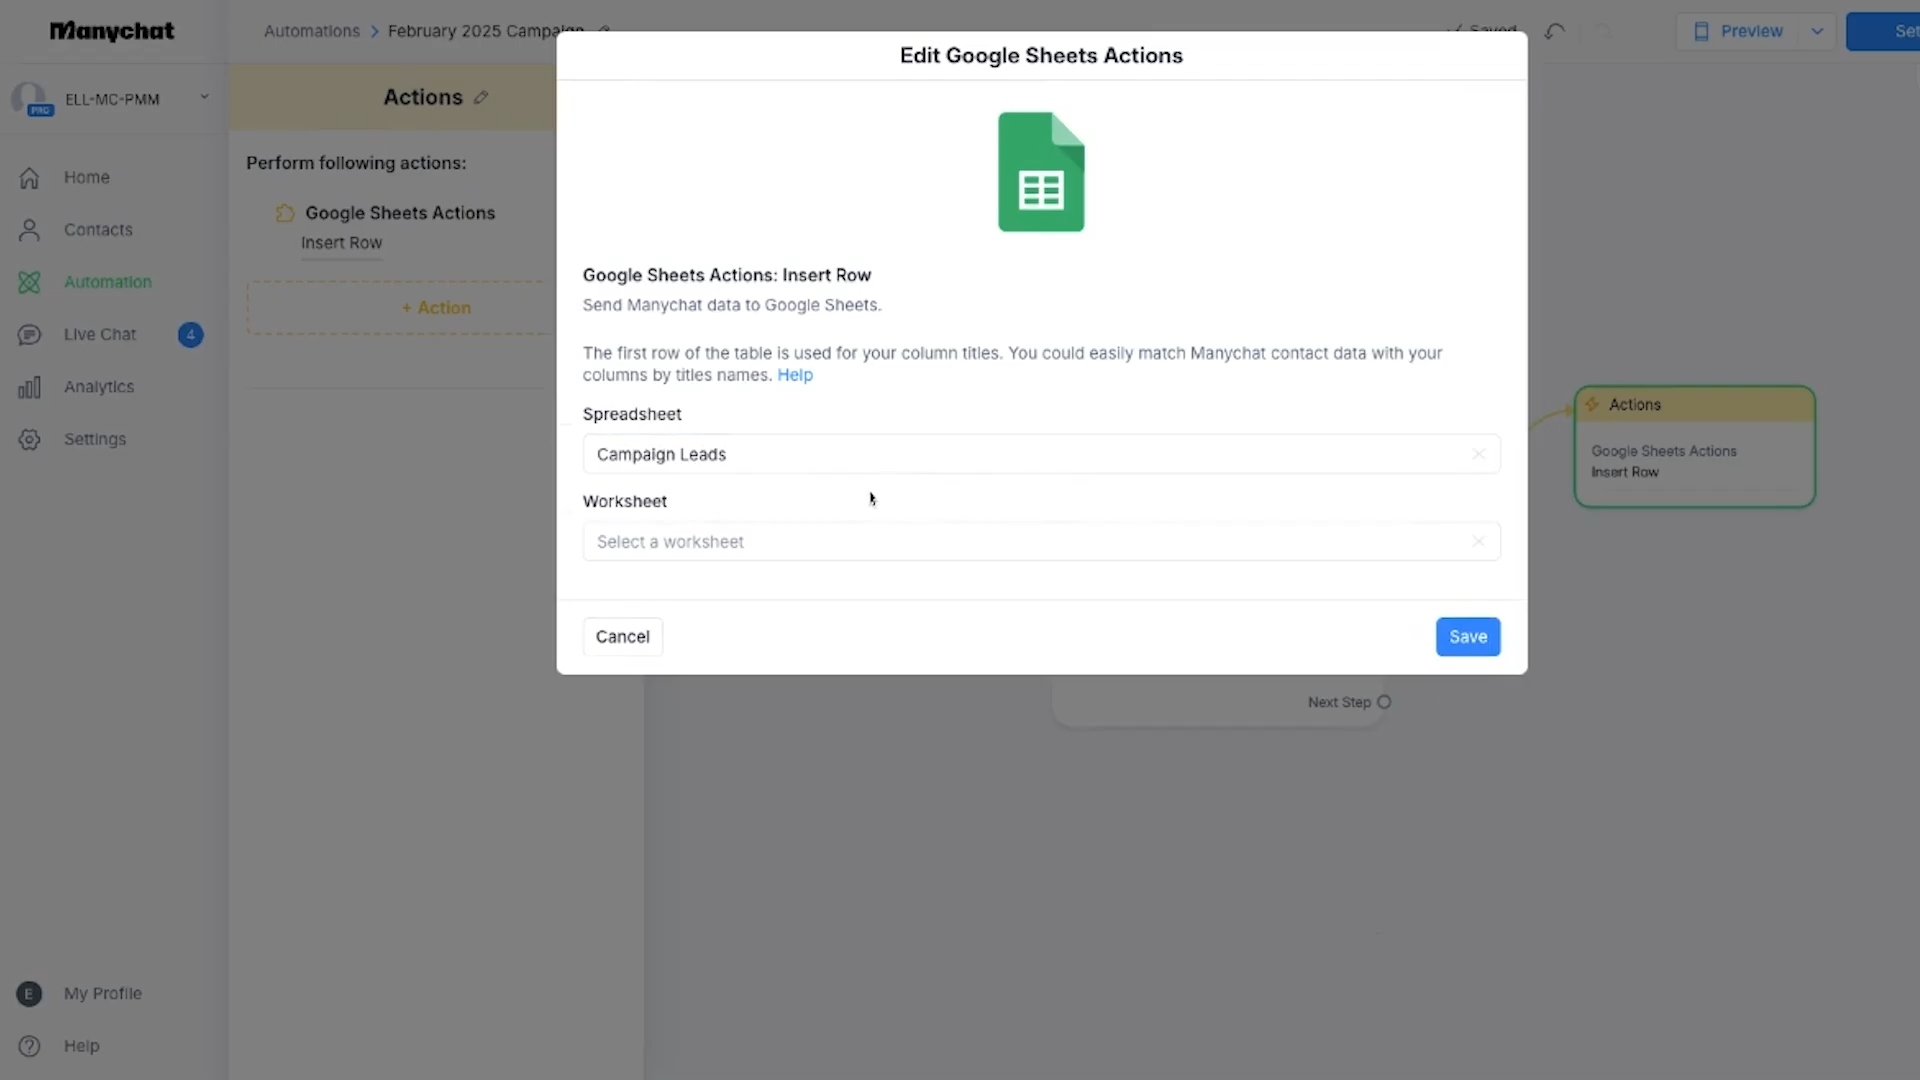 Manychat
Automations > February 2025 Campaign
Saved
Preview
Set
ELL-MC-PMM
PRO
Home
Contacts
Automation
Live Chat
4
Analytics
Settings
E
My Profile
Help
Actions
Perform following actions:
Google Sheets Actions
Insert Row
+ Action
Edit Google Sheets Actions
Google Sheets Actions: Insert Row
Send Manychat data to Google Sheets.
The first row of the table is used for your column titles. You could easily match Manychat contact data with your
columns by titles names. Help
Spreadsheet
Campaign Leads
Worksheet
Select a worksheet
Cancel
Save
Next Step
Actions
Google Sheets Actions
Insert Row